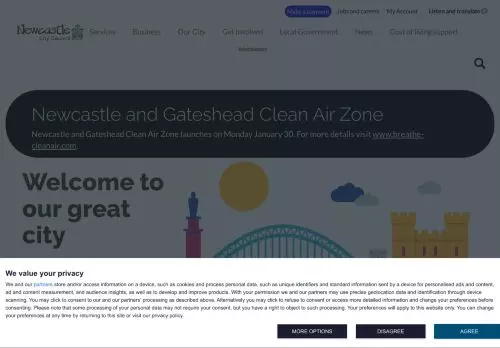 Make a payment
Jobs and careers
My Account
Listen and translate
Newcastle
City Council
Services
Business
Our City
Get Involved
Local Government
News
Cost of living support
Newcastle and Gateshead Clean Air Zone
Newcastle and Gateshead Clean Air Zone launches on Monday January 30. For more details visit www.breathe-
cleanair.com.
Welcome to
our great
city
We value your privacy
We and our partners store and/or access information on a device, such as cookies and process personal data, such as unique identifiers and standard information sent by a device for personalised ads and content,
ad and content measurement, and audience insights, as well as to develop and improve products. With your permission we and our partners may use precise geolocation data and identification through device
scanning. You may click to consent to our and our partners' processing as described above. Alternatively you may click to refuse to consent or access more detailed information and change your preferences before
consenting. Please note that some processing of your personal data may not require your consent, but you have a right to object to such processing. Your preferences will apply to this website only. You can change
your preferences at any time by returning to this site or visit our privacy policy.
MORE OPTIONS
DISAGREE
AGREE